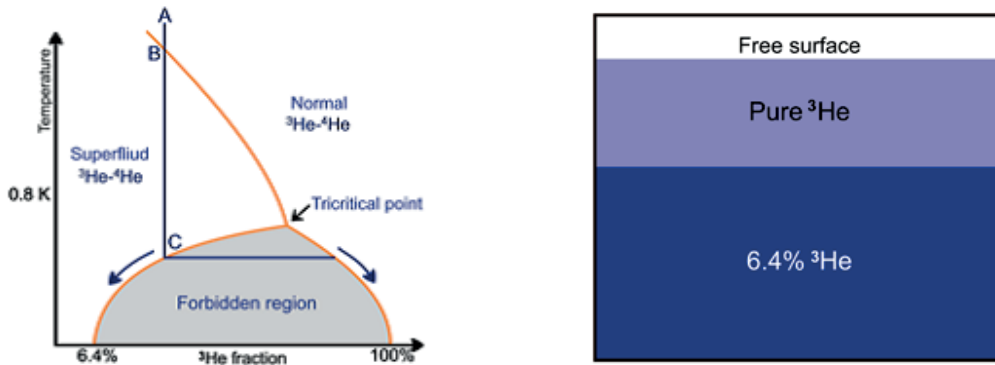 A
B
Temperature
Normal
³He-⁴He
Superfliud
³He-⁴He
0.8 K
Tricritical point
C
Forbidden region
6.4%
³He fraction
100%
Free surface
Pure ³He
6.4% ³He